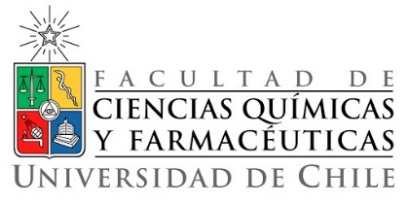 FACULTAD DE
CIENCIAS QUÍMICAS
Y FARMACÉUTICAS
UNIVERSIDAD DE CHILE